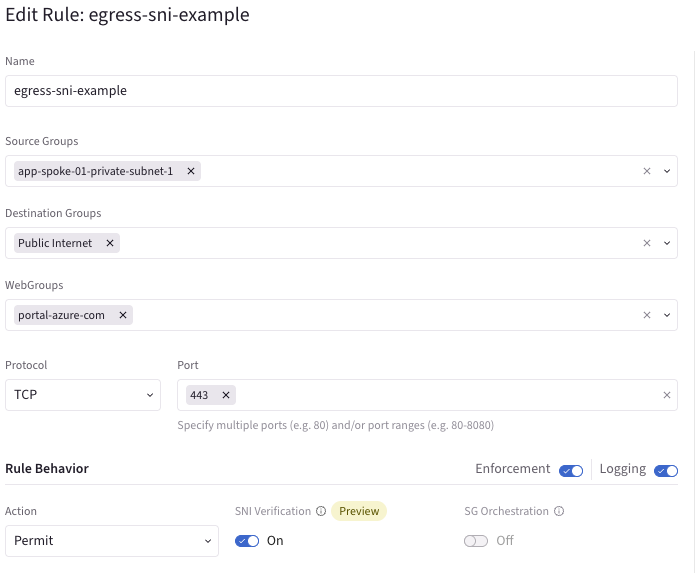 Edit Rule: egress-sni-example
Name
egress-sni-example
Source Groups
app-spoke-01-private-subnet-1
Destination Groups
Public Internet
WebGroups
portal-azure-com
Protocol Port
TCP 443
Specify multiple ports (e.g. 80) and/or port ranges (e.g. 80-8080)
Rule Behavior Enforcement Logging
Action SNI Verification Preview SG Orchestration
Permit On Off